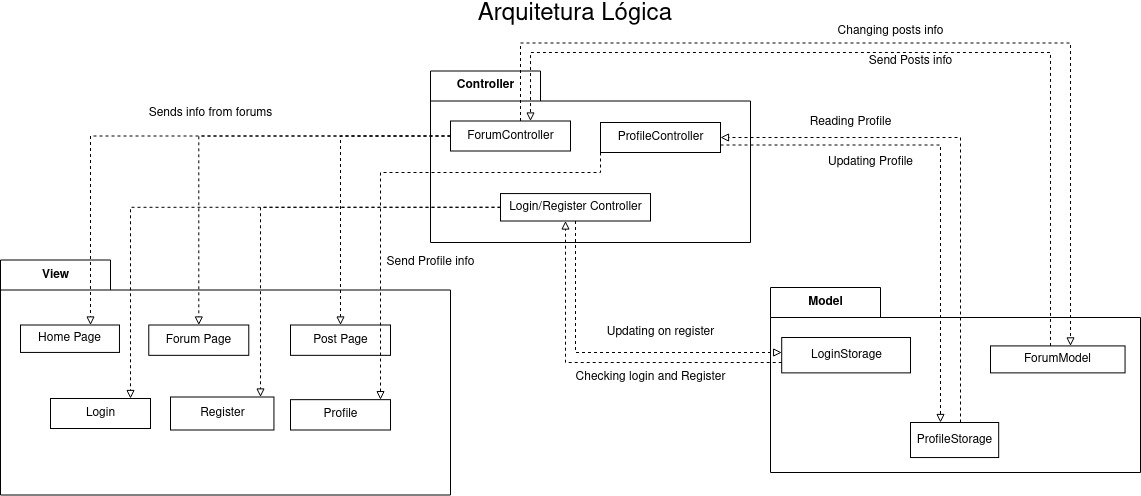 Arquitetura Lógica
Changing posts info
Send Posts info
Controller
Sends info from forums
ForumController
ProfileController
Reading Profile
Updating Profile
Login/Register Controller
Send Profile info
View
Model
Home Page
Forum Page
Post Page
Updating on register
LoginStorage
ForumModel
Checking login and Register
Login
Register
Profile
ProfileStorage